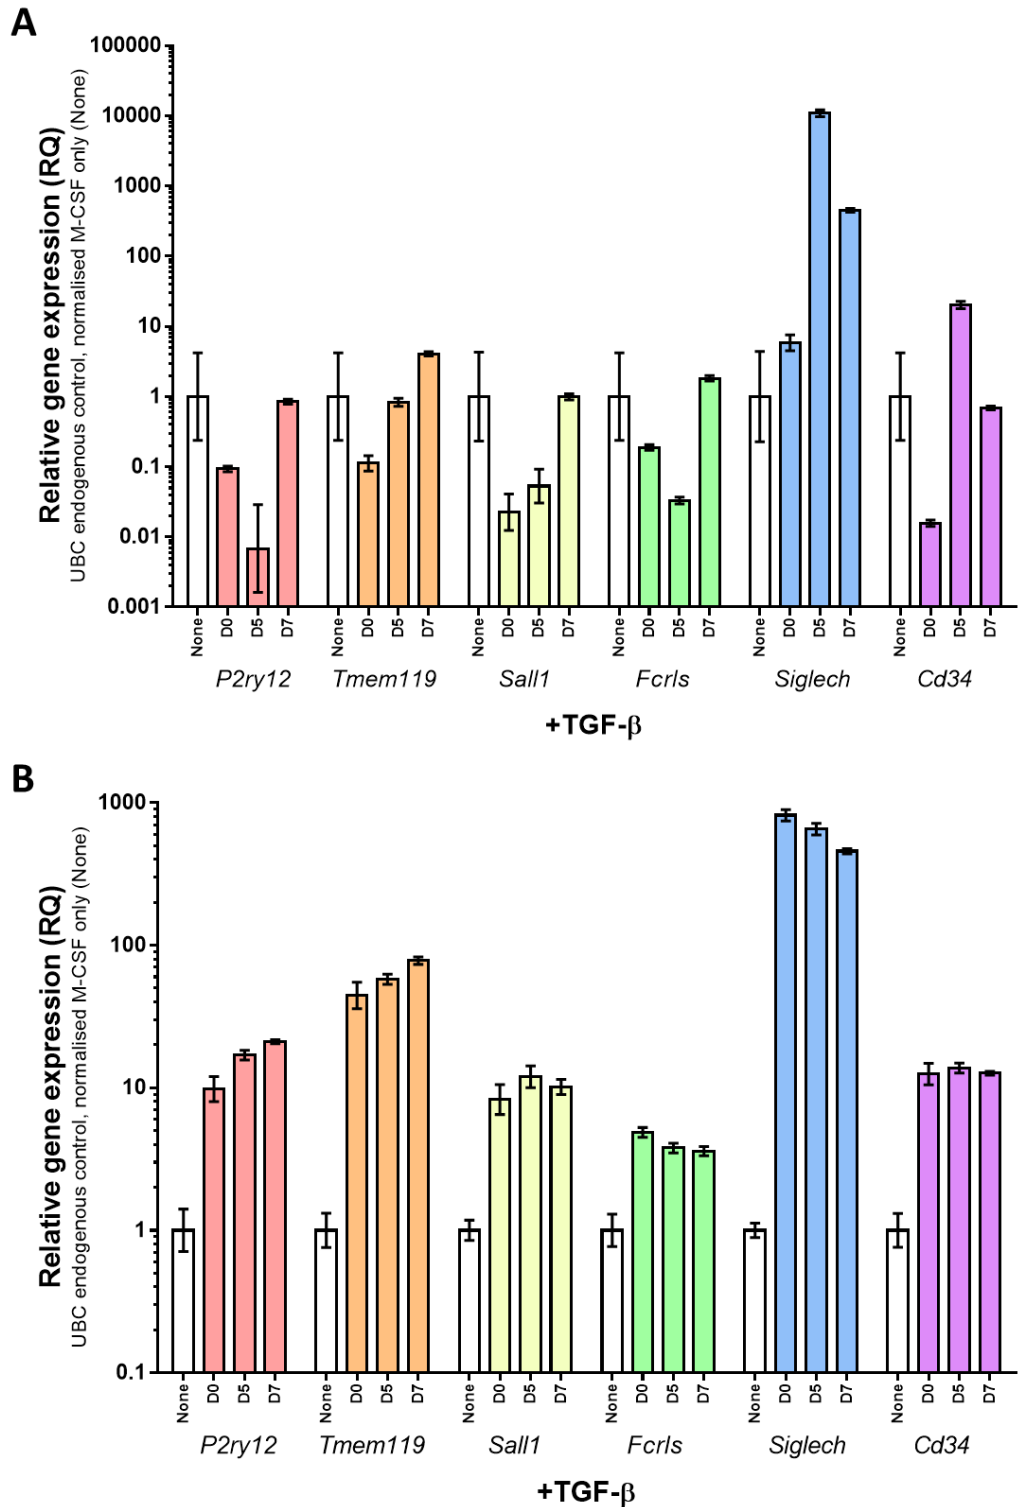 A
Relative gene expression (RQ)
UBC endogenous control, normalised M-CSF only (None)
100000
10000
1000
100
10
1
0.1
0.01
0.001
None D0 D5 D7 None D0 D5 D7 None D0 D5 D7 None D0 D5 D7 None D0 D5 D7 None D0 D5 D7
P2ry12 Tmem119 Sall1 Fcrls Siglech Cd34
+TGF-β
B
Relative gene expression (RQ)
UBC endogenous control, normalised M-CSF only (None)
1000
100
10
1
0.1
None D0 D5 D7 None D0 D5 D7 None D0 D5 D7 None D0 D5 D7 None D0 D5 D7 None D0 D5 D7
P2ry12 Tmem119 Sall1 Fcrls Siglech Cd34
+TGF-β